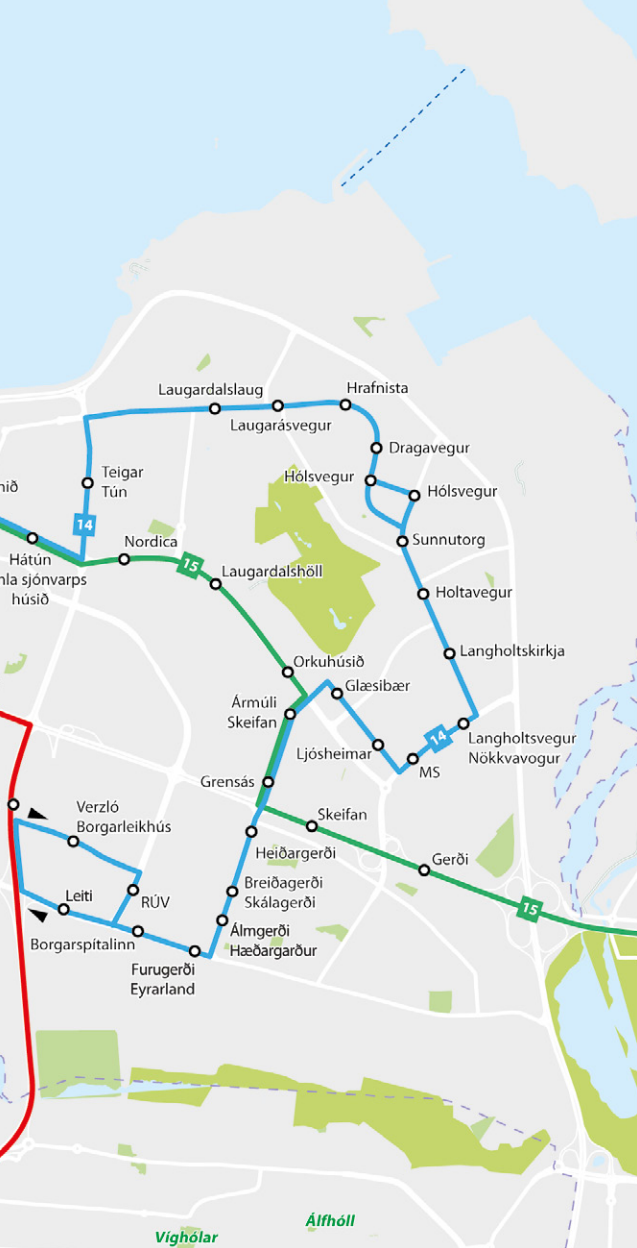 Laugardalslaug
Hrafnista
Laugarásvegur
Dragavegur
Teigar
Tún
Hólsvegur
Hólsvegur
14
Nordica
Sunnutorg
Hátún
15
Laugardalshöll
sjónvarps
húsið
Holtavegur
Langholtskirkja
Orkuhúsið
Glæsibær
Ármúli
Skeifan
14
Langholtsvegur
Nökkvavogur
Ljósheimar
MS
Grensás
Verzló
Borgarleikhús
Skeifan
Heiðargerði
Gerði
Leiti
RÚV
Breiðagerði
Skálagerði
15
Borgarspítalinn
Álmgerði
Hæðargarður
Furugerði
Eyrarland
Álfhóll
Víghólar